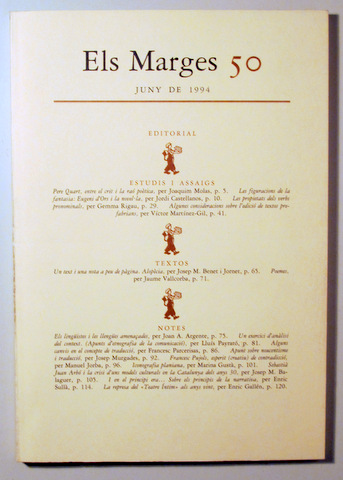 Els Marges 50
JUNY DE 1994
EDITORIAL
ESTUDIS I ASSAIGS
Pere Quart, entre el crit i la raó poètica, per Joaquim Molas, p. 5. Les figuracions de la
fantasia: Eugeni d'Ors i la novel·la, per Jordi Castellanos, p. 10. Les propietats dels verbs
pronominals, per Gemma Rigau, p. 29. Algunes consideracions sobre l'edició de textos pre-
fabrians, per Víctor Martínez-Gil, p. 41.
TEXTOS
Un text i una nota a peu de pàgina. Alopècia, per Josep M. Benet i Jornet, p. 65. Poemes,
per Jaume Vallcorba, p. 71.
NOTES
Els lingüistes i les llengües amenaçades, per Joan A. Argente, p. 75. Un exercici d'anàlisi
del context. (Apunts d'etnografia de la comunicació), per Lluís Payrató, p. 81. Alguns
canvis en el concepte de traducció, per Francesc Parcerisas, p. 86. Apunt sobre noucentisme
i traducció, per Josep Murgades, p. 92. Francesc Pujols, esperit (creatiu) de contradicció,
per Manuel Jorba, p. 96. Iconografia planiana, per Marina Gustà, p. 101. Sebastià
Juan Arbó i la crisi d'uns models culturals en la Catalunya dels anys 30, per Josep M. Ba-
laguer, p. 105. I en el principi era... Sobre els principis de la narrativa, per Enric
Sullà, p. 114. La represa del «Teatre Íntim» als anys vint, per Enric Gallén, p. 120.